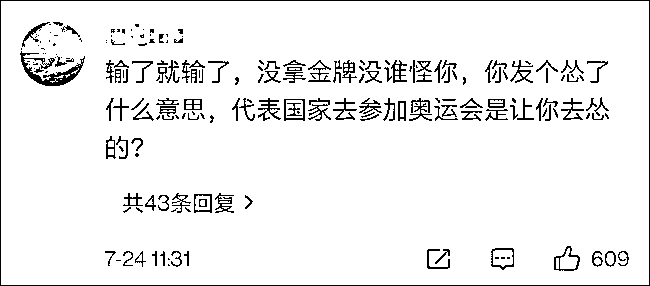 输了就输了，没拿金牌没谁怪你，你发个怂了
什么意思，代表国家去参加奥运会是让你去怂
的？
共43条回复 >
7-24 11:31
609